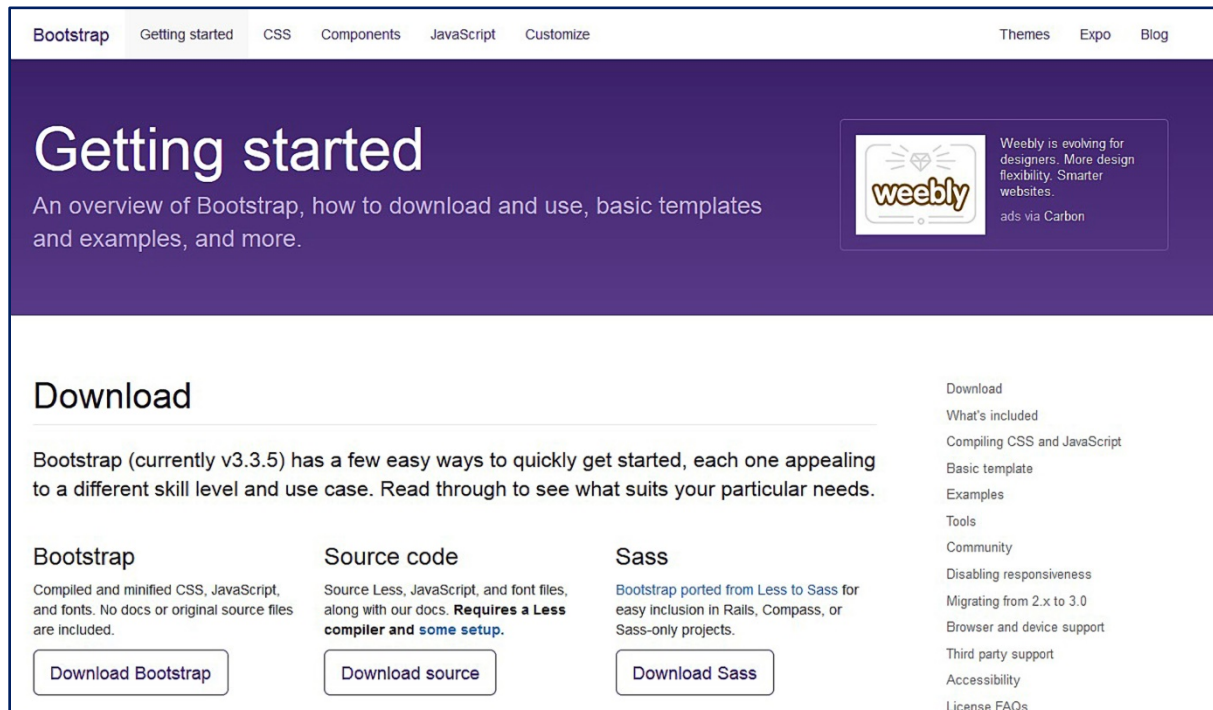 Bootstrap Getting started CSS Components JavaScript Customize Themes Expo Blog
Getting started
An overview of Bootstrap, how to download and use, basic templates
and examples, and more.
weebly
Weebly is evolving for
designers. More design
flexibility. Smarter
websites.
ads via Carbon
Download
Bootstrap (currently v3.3.5) has a few easy ways to quickly get started, each one appealing
to a different skill level and use case. Read through to see what suits your particular needs.
Bootstrap
Compiled and minified CSS, JavaScript,
and fonts. No docs or original source files
are included.
Download Bootstrap
Source code
Source Less, JavaScript, and font files,
along with our docs. Requires a Less
compiler and some setup.
Download source
Sass
Bootstrap ported from Less to Sass for
easy inclusion in Rails, Compass, or
Sass-only projects.
Download Sass
Download
What's included
Compiling CSS and JavaScript
Basic template
Examples
Tools
Community
Disabling responsiveness
Migrating from 2.x to 3.0
Browser and device support
Third party support
Accessibility
License FAQs